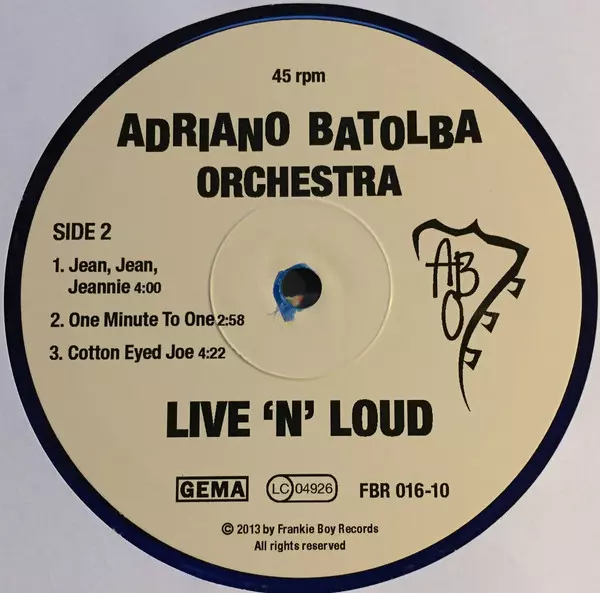 45 rpm
ADRIANO BATOLBA
ORCHESTRA
SIDE 2
1. Jean, Jean,
Jeannie 4:00
2. One Minute To One 2:58
3. Cotton Eyed Joe 4:22
ABO
LIVE 'N' LOUD
GEMA LC 04926 FBR 016-10
© 2013 by Frankie Boy Records
All rights reserved